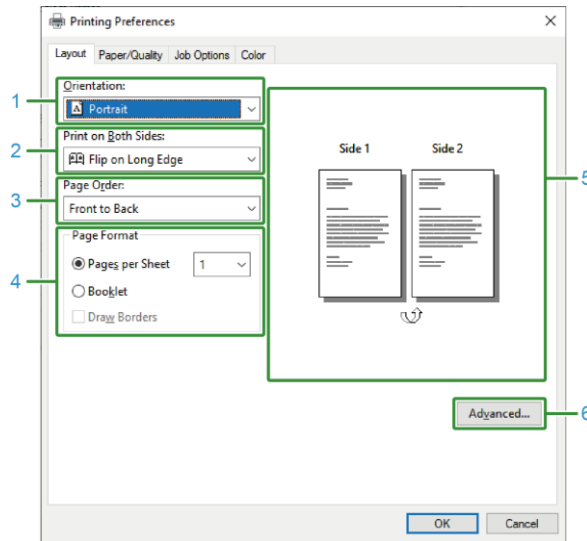 Printing Preferences
Layout Paper/Quality Job Options Color
1 Orientation:
Portrait
2 Print on Both Sides:
Flip on Long Edge
3 Page Order:
Front to Back
4 Page Format
Pages per Sheet 1
Booklet
Draw Borders
Side 1 Side 2
5
Advanced... 6
OK Cancel